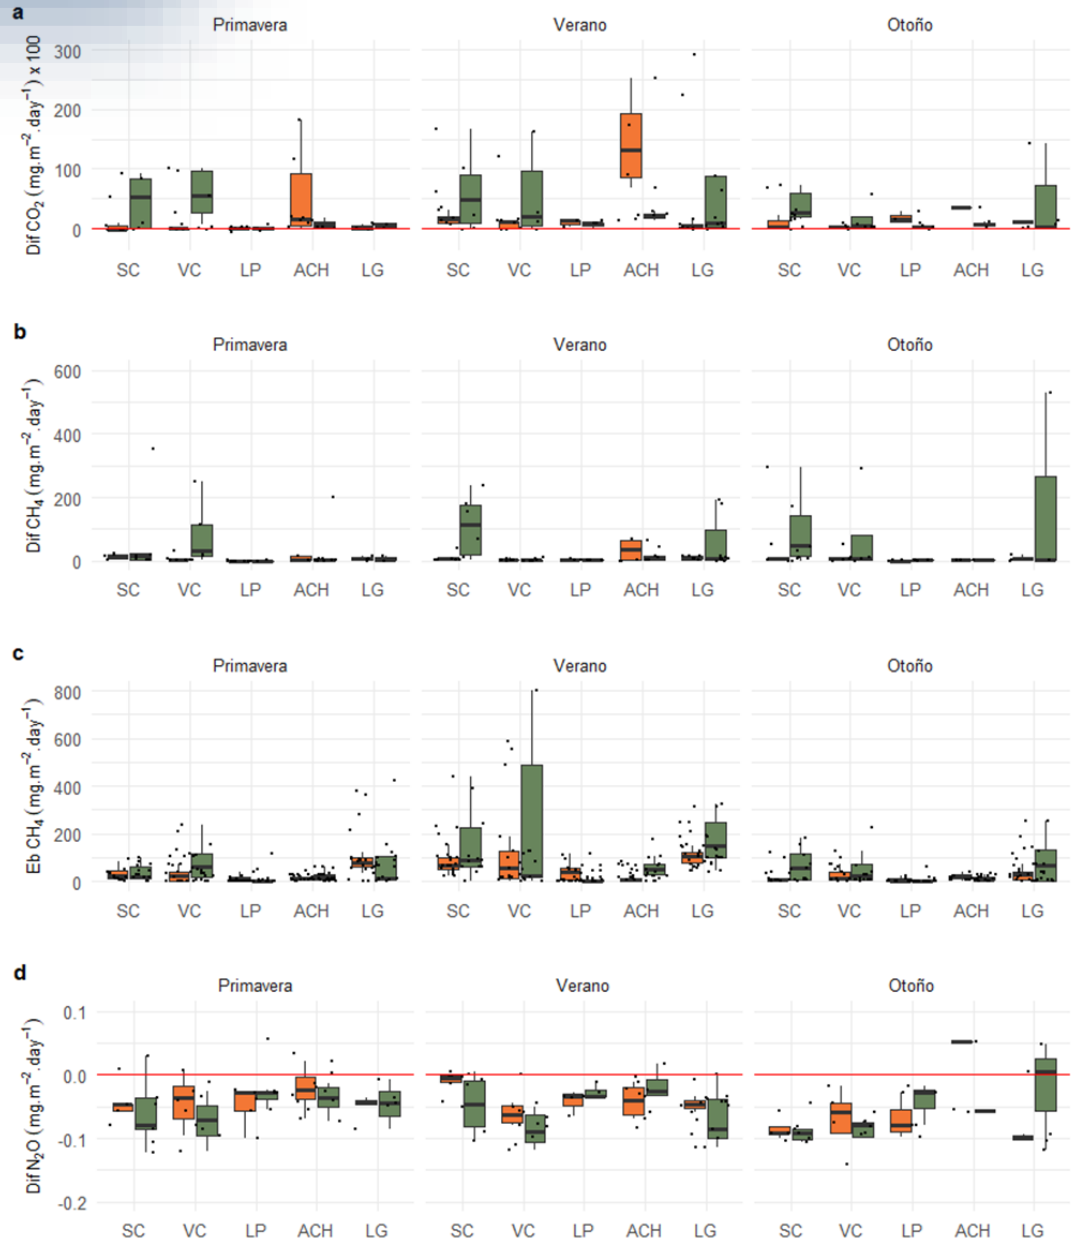 a
Primavera Verano Otoño
Dif CO₂ (mg.m⁻².day⁻¹) x 100
300
200
100
0
SC VC LP ACH LG SC VC LP ACH LG SC VC LP ACH LG
b
Primavera Verano Otoño
Dif CH₄ (mg.m⁻².day⁻¹)
600
400
200
0
SC VC LP ACH LG SC VC LP ACH LG SC VC LP ACH LG
c
Primavera Verano Otoño
Eb CH₄ (mg.m⁻².day⁻¹)
800
600
400
200
0
SC VC LP ACH LG SC VC LP ACH LG SC VC LP ACH LG
d
Primavera Verano Otoño
Dif N₂O (mg.m⁻².day⁻¹)
0.1
0.0
-0.1
-0.2
SC VC LP ACH LG SC VC LP ACH LG SC VC LP ACH LG